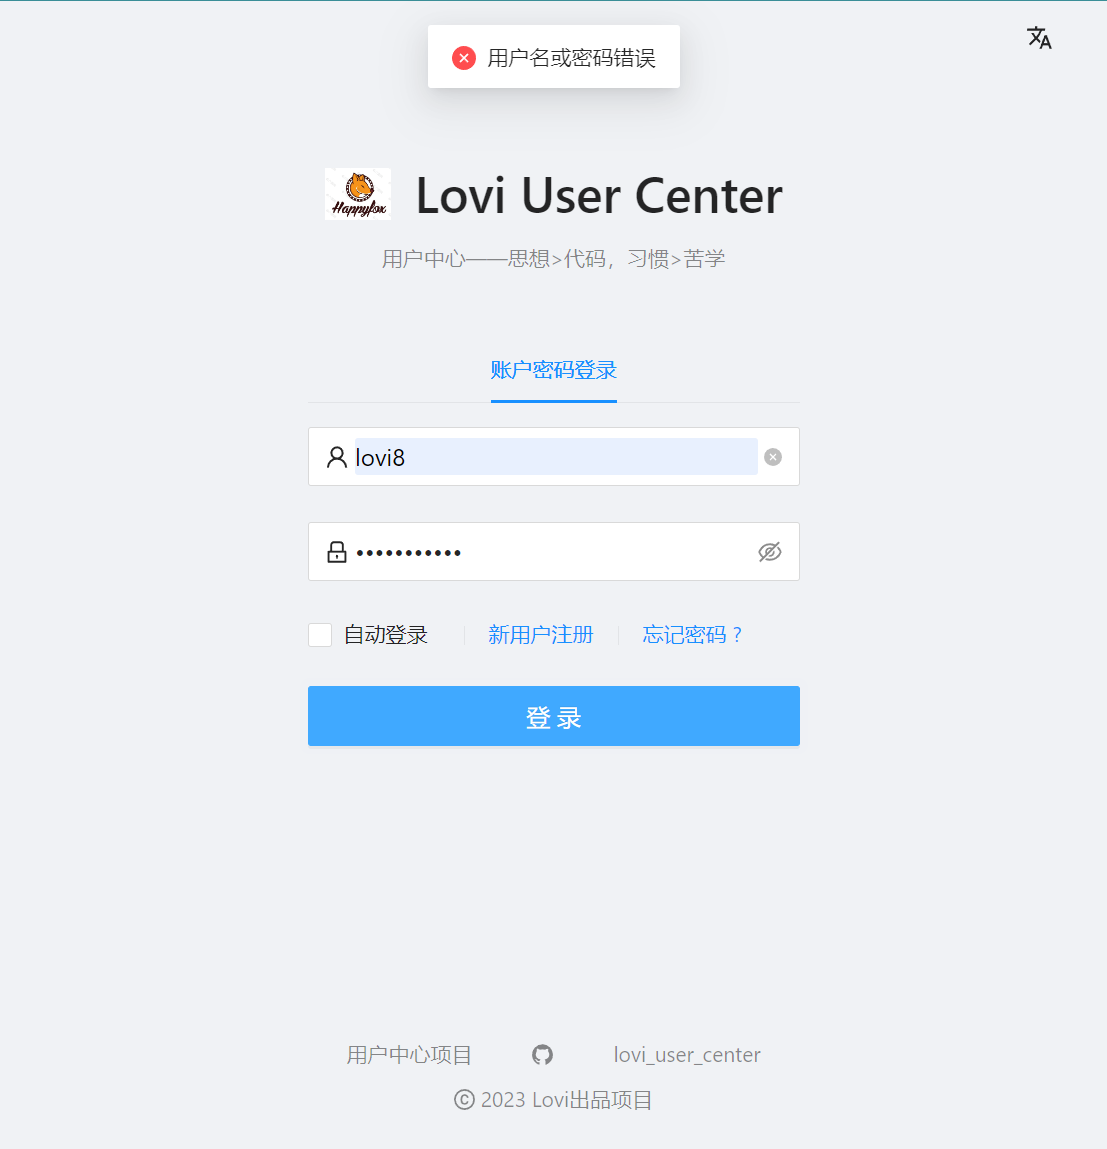 用户名或密码错误
Happyfox
Lovi User Center
用户中心——思想>代码，习惯>苦学
账户密码登录
lovi8
•••••••••••
自动登录 新用户注册 忘记密码 ?
登 录
用户中心项目 lovi_user_center
© 2023 Lovi出品项目